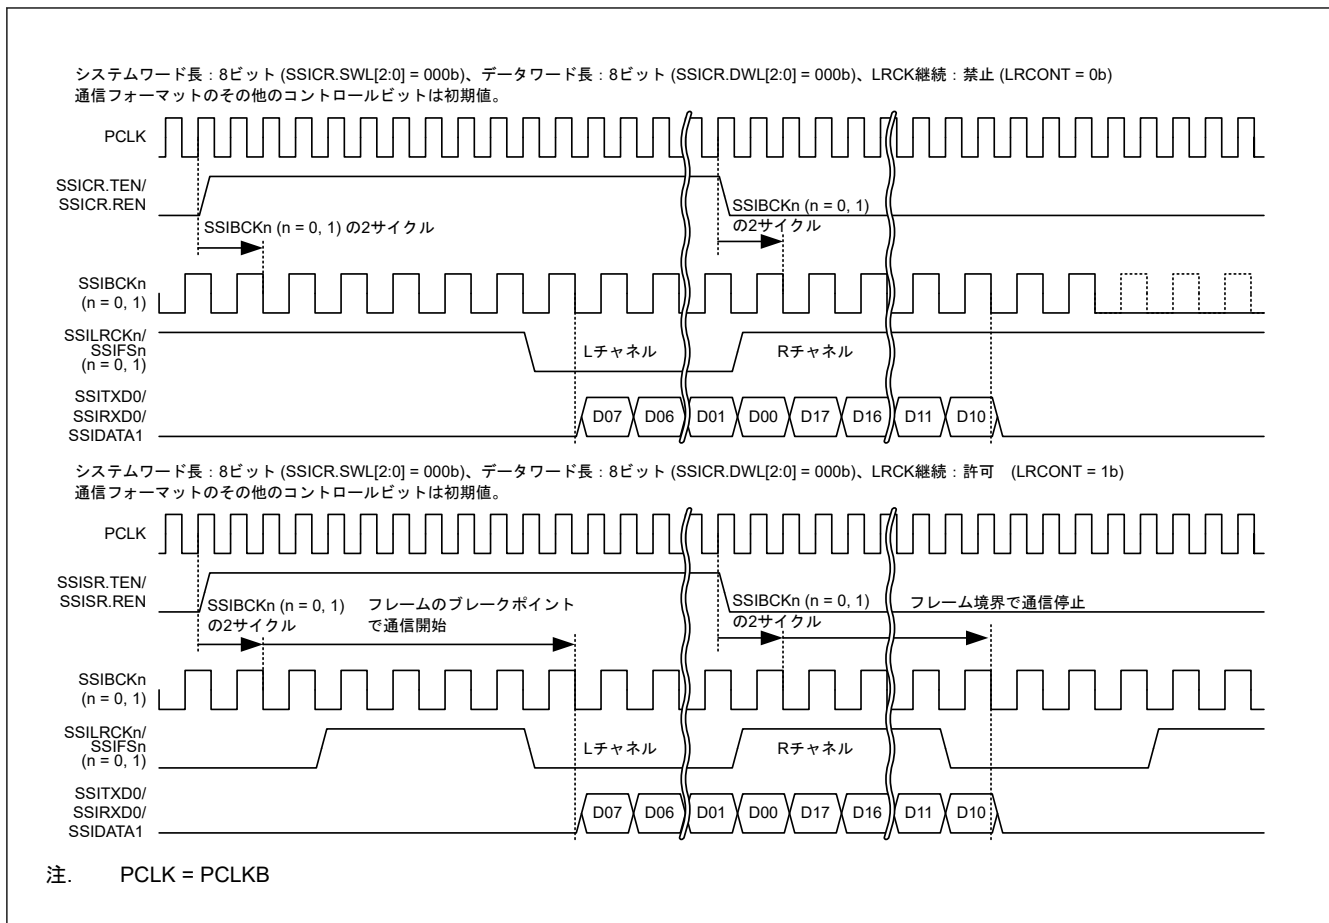 システムワード長：8ビット (SSICR.SWL[2:0] = 000b)、データワード長：8ビット (SSICR.DWL[2:0] = 000b)、LRCK継続：禁止 (LRCONT = 0b)
通信フォーマットのその他のコントロールビットは初期値。
PCLK
SSICR.TEN/
SSICR.REN
SSIBCKn (n = 0, 1) の2サイクル
SSIBCKn (n = 0, 1)
の2サイクル
SSIBCKn
(n = 0, 1)
SSILRCKn/
SSIFSn
(n = 0, 1)
Lチャネル
Rチャネル
SSITXD0/
SSIRXD0/
SSIDATA1
D07 D06 D01 D00 D17 D16 D11 D10
システムワード長：8ビット (SSICR.SWL[2:0] = 000b)、データワード長：8ビット (SSICR.DWL[2:0] = 000b)、LRCK継続：許可 (LRCONT = 1b)
通信フォーマットのその他のコントロールビットは初期値。
PCLK
SSISR.TEN/
SSISR.REN
SSIBCKn (n = 0, 1)
の2サイクル
フレームのブレークポイント
で通信開始
SSIBCKn (n = 0, 1)
の2サイクル
フレーム境界で通信停止
SSIBCKn
(n = 0, 1)
SSILRCKn/
SSIFSn
(n = 0, 1)
Lチャネル
Rチャネル
SSITXD0/
SSIRXD0/
SSIDATA1
D07 D06 D01 D00 D17 D16 D11 D10
注. PCLK = PCLKB